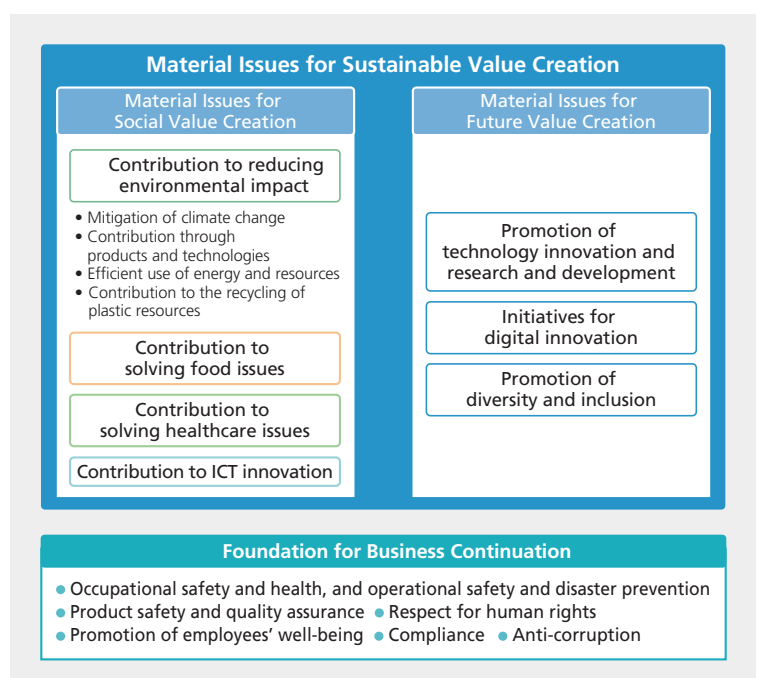 Material Issues for Sustainable Value Creation
Material Issues for
Social Value Creation
Contribution to reducing
environmental impact
• Mitigation of climate change
• Contribution through
products and technologies
• Efficient use of energy and resources
• Contribution to the recycling of
plastic resources
Contribution to
solving food issues
Contribution to
solving healthcare issues
Contribution to ICT innovation
Material Issues for
Future Value Creation
Promotion of
technology innovation and
research and development
Initiatives for
digital innovation
Promotion of
diversity and inclusion
Foundation for Business Continuation
• Occupational safety and health, and operational safety and disaster prevention
• Product safety and quality assurance • Respect for human rights
• Promotion of employees’ well-being • Compliance • Anti-corruption